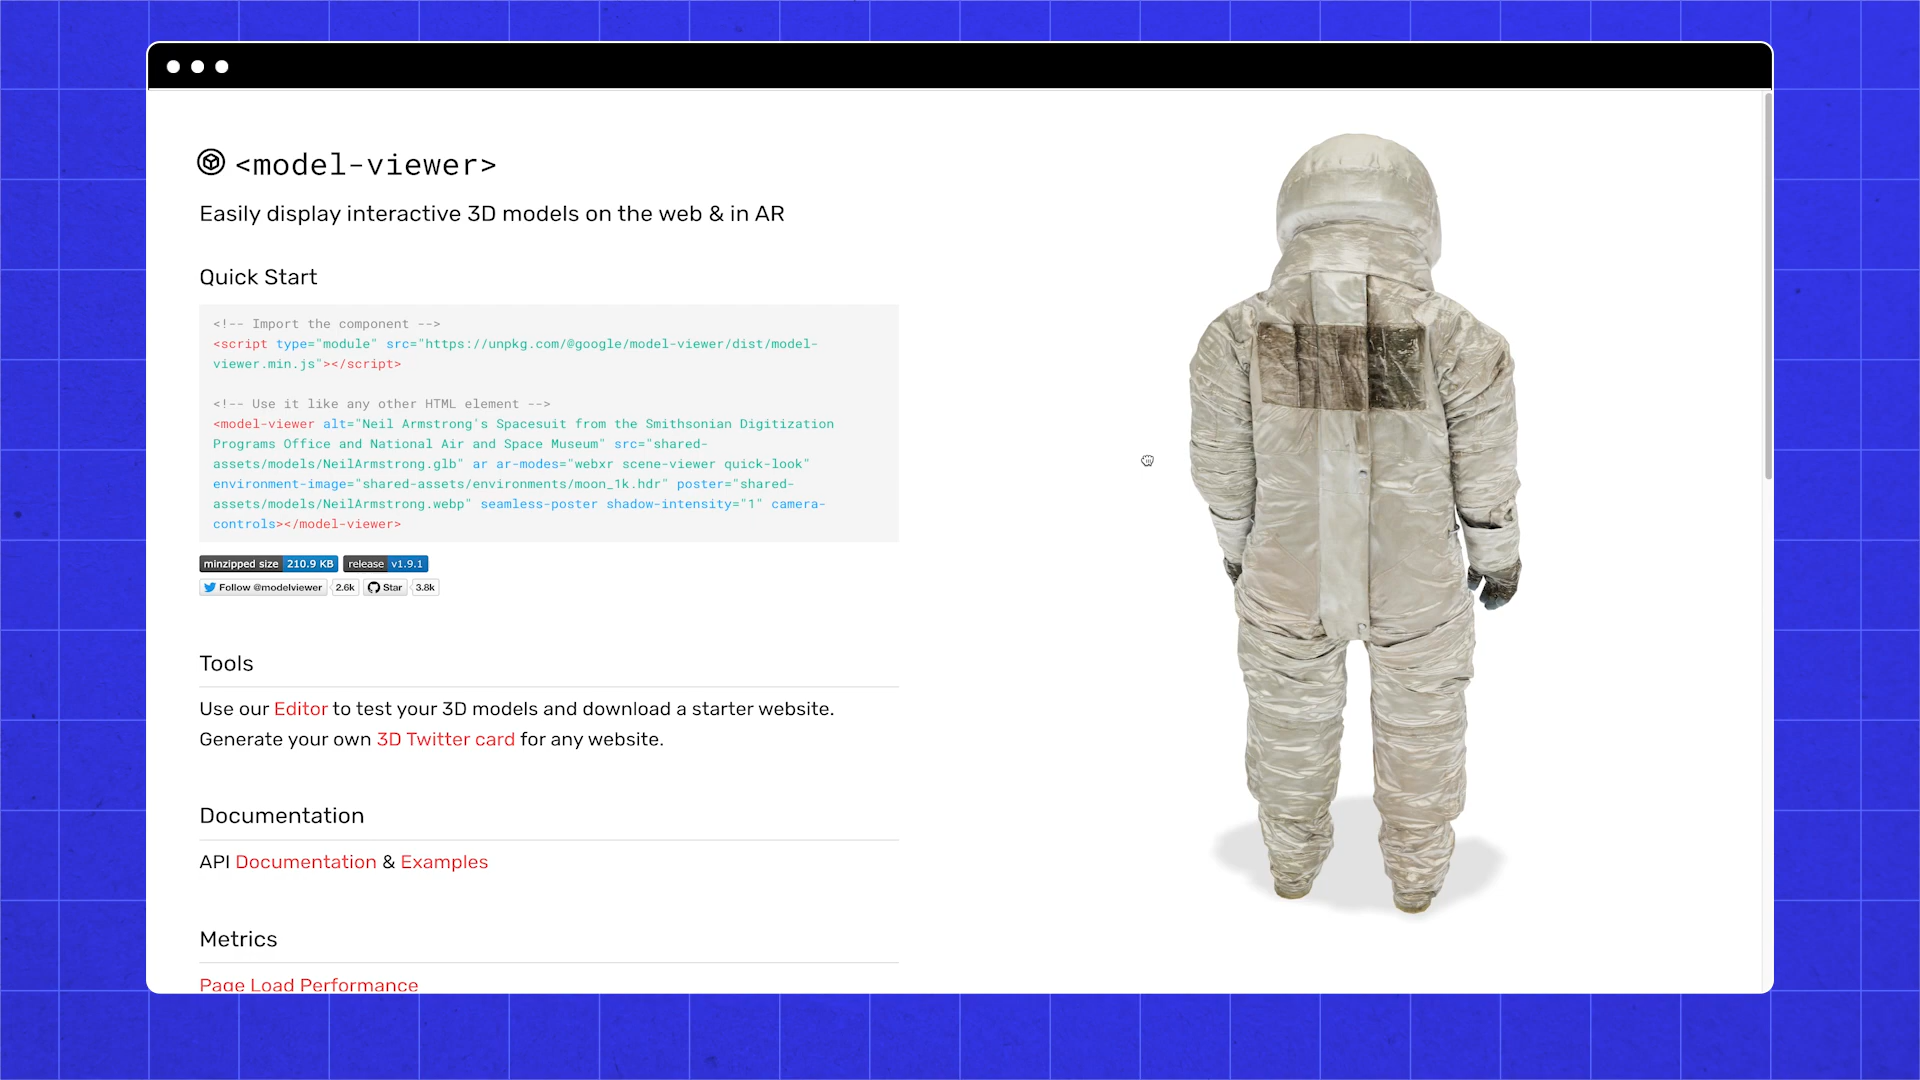 <model-viewer>
Easily display interactive 3D models on the web & in AR
Quick Start
<!-- Import the component -->
<script type="module" src="https://unpkg.com/@google/model-viewer/dist/model-
viewer.min.js"></script>
<!-- Use it like any other HTML element -->
<model-viewer alt="Neil Armstrong's Spacesuit from the Smithsonian Digitization
Programs Office and National Air and Space Museum" src="shared-
assets/models/NeilArmstrong.glb" ar ar-modes="webxr scene-viewer quick-look"
environment-image="shared-assets/environments/moon_1k.hdr" poster="shared-
assets/models/NeilArmstrong.webp" seamless-poster shadow-intensity="1" camera-
controls></model-viewer>
minzipped size 210.9 KB release v1.9.1
Follow @modelviewer 2.6k Star 3.8k
Tools
Use our Editor to test your 3D models and download a starter website.
Generate your own 3D Twitter card for any website.
Documentation
API Documentation & Examples
Metrics
Page Load Performance